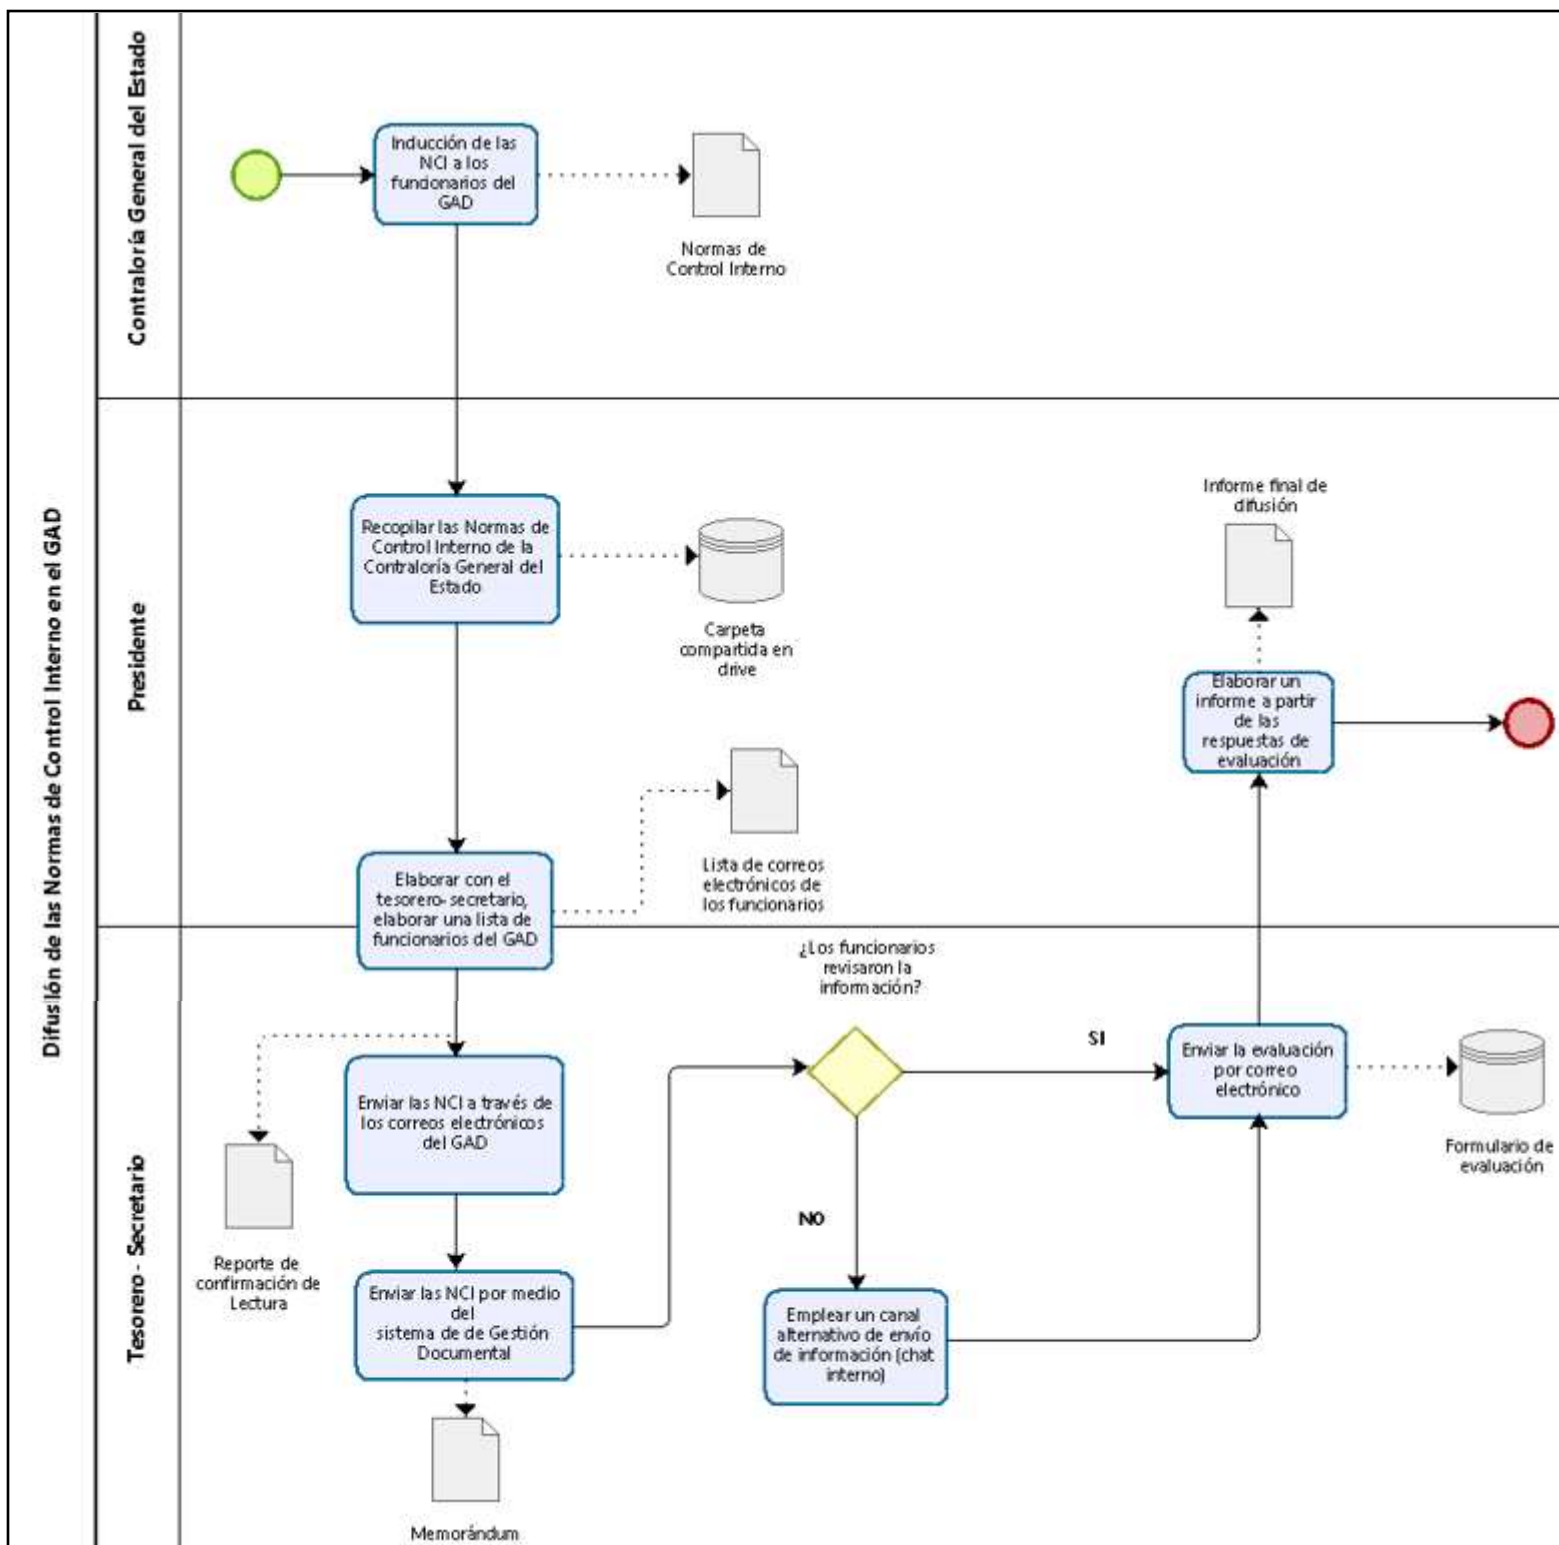 Difusión de las Normas de Control Interno en el GAD
Contraloría General del Estado
Inducción de las
NCI a los
funcionarios del
GAD
Normas de
Control Interno
Presidente
Recopilar las Normas de
Control Interno de la
Contraloría General del
Estado
Carpeta
compartida en
drive
Informe final de
difusión
Elaborar un
informe a partir
de las
respuestas de
evaluación
Elaborar con el
tesorero-secretario,
elaborar una lista de
funcionarios del GAD
Lista de correos
electrónicos de
los funcionarios
Tesorero - Secretario
¿Los funcionarios
revisaron la
información?
SI
NO
Enviar las NCI a través de
los correos electrónicos
del GAD
Reporte de
confirmación de
Lectura
Enviar las NCI por medio
del
sistema de de Gestión
Documental
Memorándum
Emplear un canal
alternativo de envío
de información (chat
interno)
Enviar la evaluación
por correo
electrónico
Formulario de
evaluación